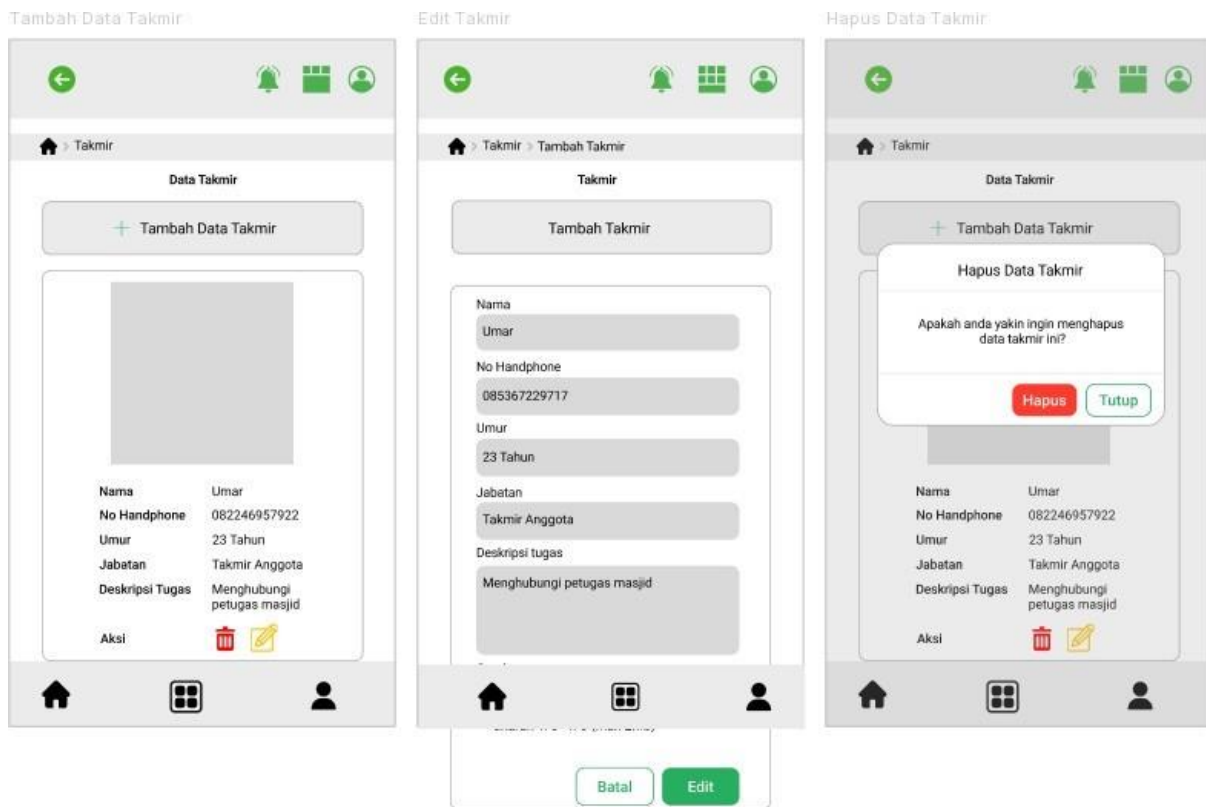 Tambah Data Takmir
Takmir
Data Takmir
Tambah Data Takmir
Nama Umar
No Handphone 082246957922
Umur 23 Tahun
Jabatan Takmir Anggota
Deskripsi Tugas Menghubungi
petugas masjid
Aksi
Edit Takmir
Takmir > Tambah Takmir
Takmir
Tambah Takmir
Nama
Umar
No Handphone
085367229717
Umur
23 Tahun
Jabatan
Takmir Anggota
Deskripsi tugas
Menghubungi petugas masjid
Batal Edit
Hapus Data Takmir
Takmir
Data Takmir
Tambah Data Takmir
Hapus Data Takmir
Apakah anda yakin ingin menghapus
data takmir ini?
Hapus Tutup
Nama Umar
No Handphone 082246957922
Umur 23 Tahun
Jabatan Takmir Anggota
Deskripsi Tugas Menghubungi
petugas masjid
Aksi